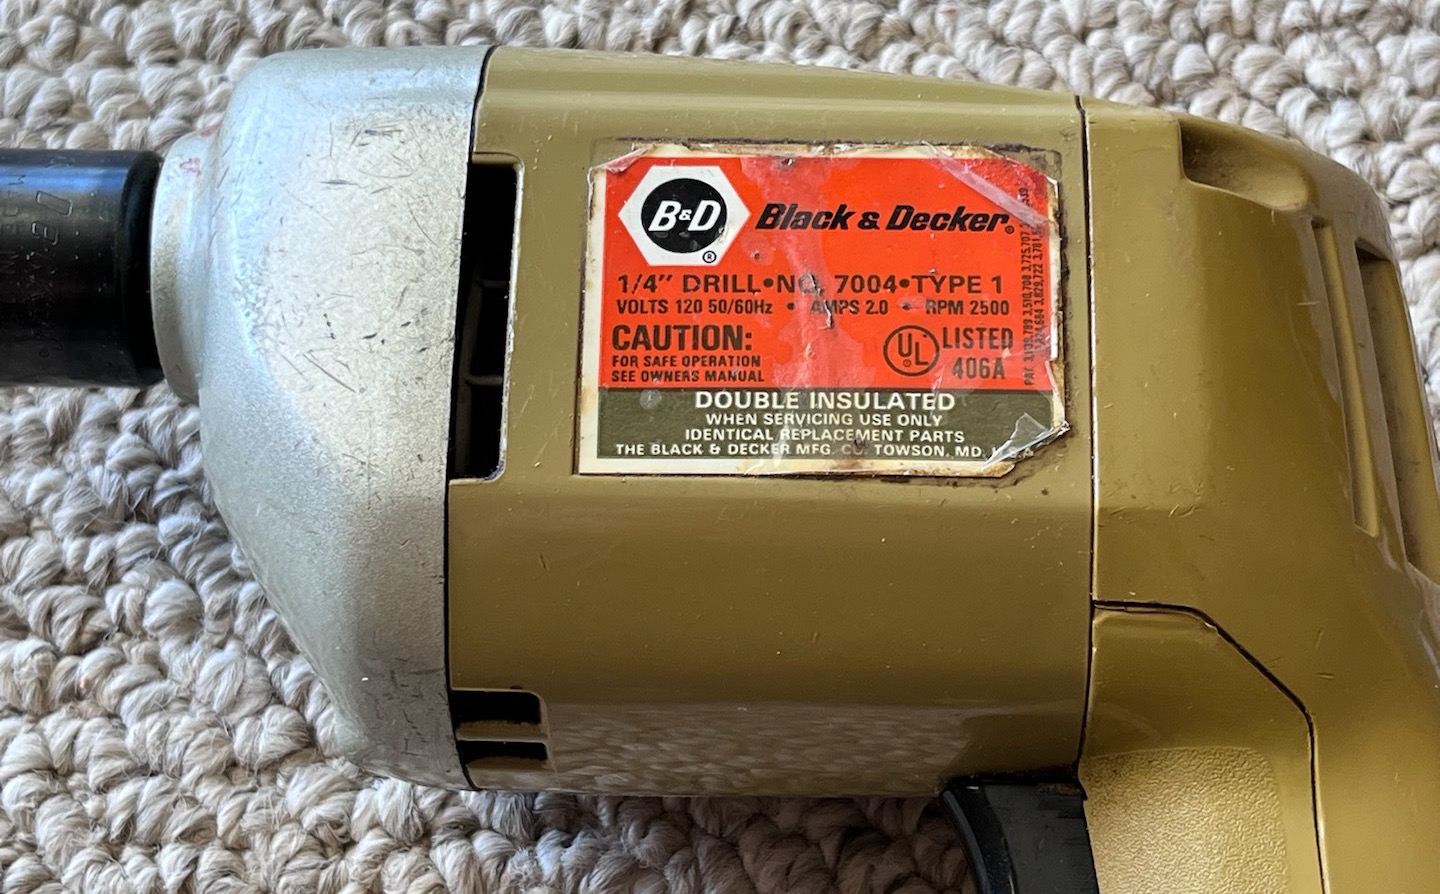 B&D ®
Black & Decker®
1/4" DRILL•NO. 7004•TYPE 1
VOLTS 120 50/60Hz • AMPS 2.0 • RPM 2500
CAUTION:
FOR SAFE OPERATION
SEE OWNERS MANUAL
UL LISTED
406A
DOUBLE INSULATED
WHEN SERVICING USE ONLY
IDENTICAL REPLACEMENT PARTS
THE BLACK & DECKER MFG. CO. TOWSON, MD. U.S.A.